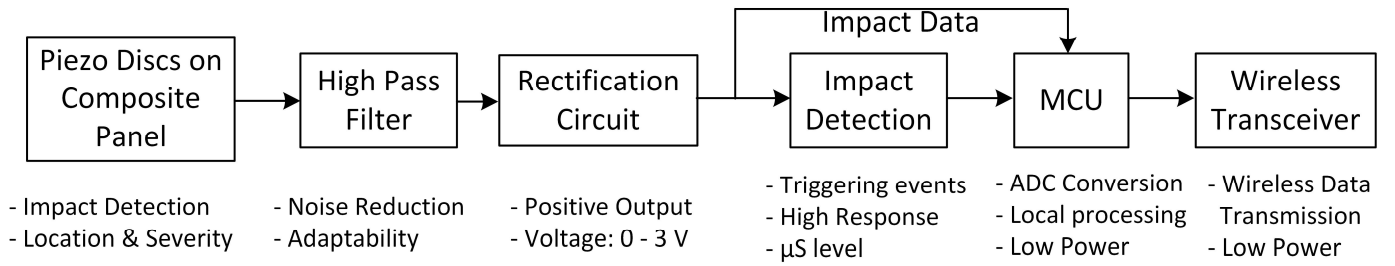 Impact Data
Piezo Discs on
Composite
Panel
High Pass
Filter
Rectification
Circuit
Impact
Detection
MCU
Wireless
Transceiver
- Impact Detection
- Location & Severity
- Noise Reduction
- Adaptability
- Positive Output
- Voltage: 0 - 3 V
- Triggering events
- High Response
- µS level
- ADC Conversion
- Local processing
- Low Power
- Wireless Data
Transmission
- Low Power